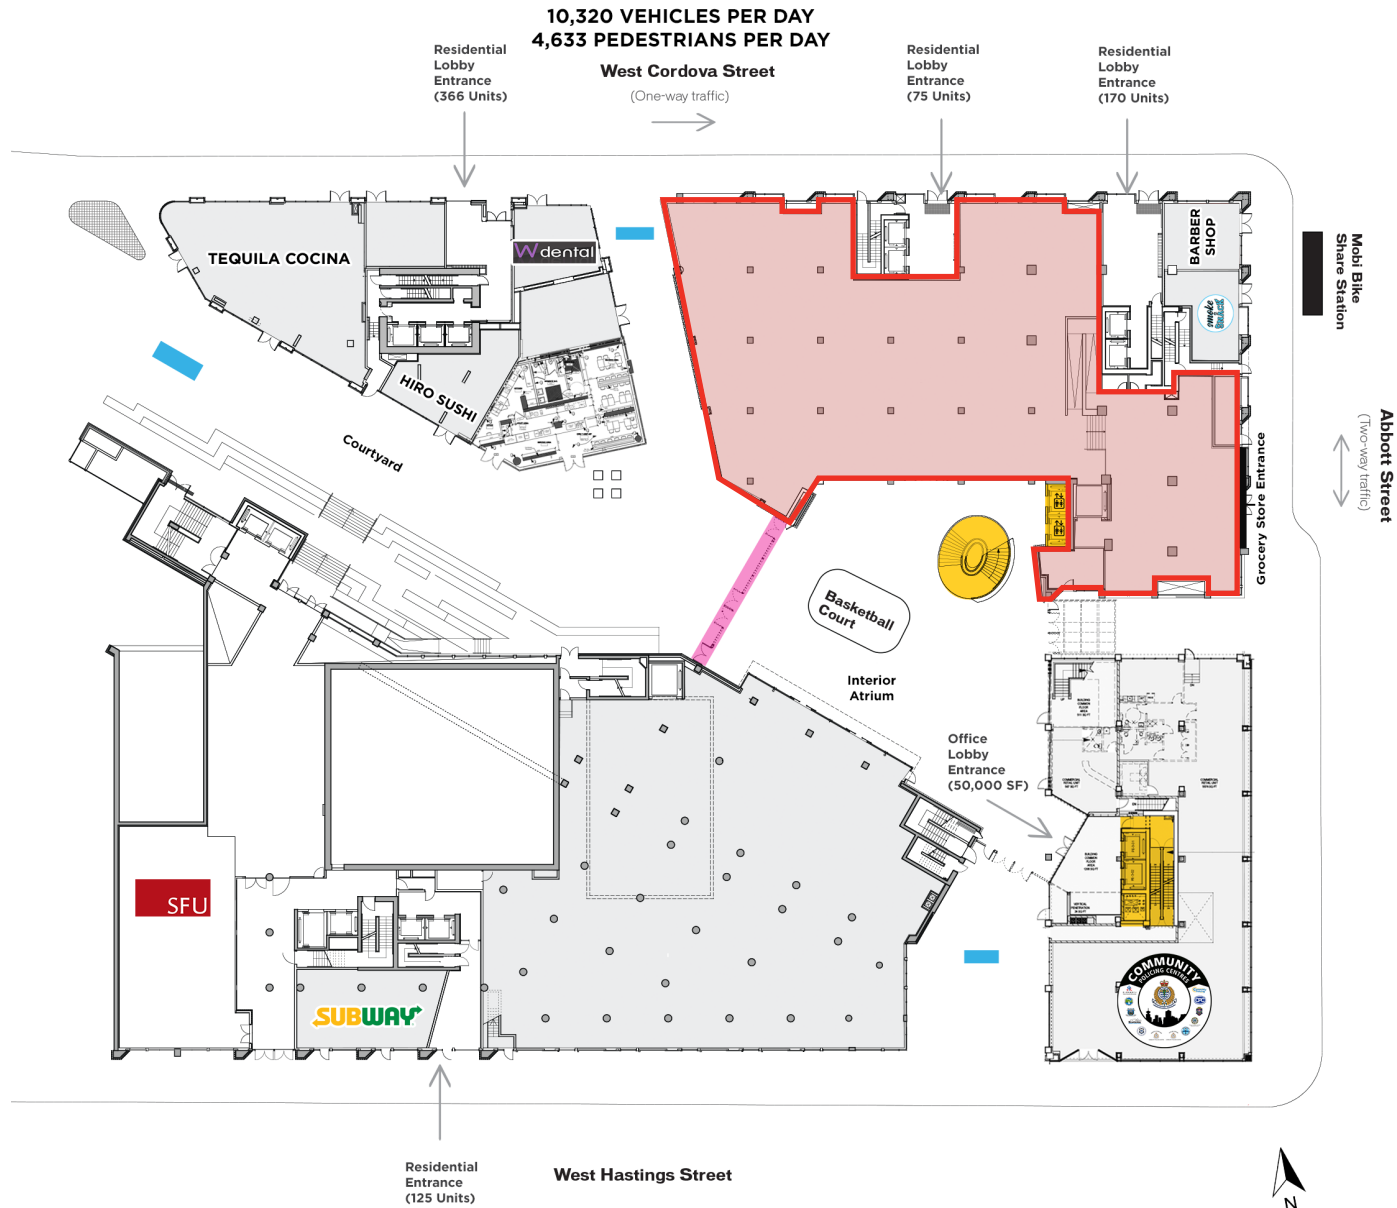 10,320 VEHICLES PER DAY
4,633 PEDESTRIANS PER DAY
West Cordova Street
(One-way traffic)
Residential
Lobby
Entrance
(366 Units)
Residential
Lobby
Entrance
(75 Units)
Residential
Lobby
Entrance
(170 Units)
TEQUILA COCINA
W dental
HIRO SUSHI
BARBER
SHOP
smoke
SNACK
Mobi Bike
Share Station
Abbott Street
(Two-way traffic)
Grocery Store Entrance
Courtyard
Basketball
Court
Interior
Atrium
Office
Lobby
Entrance
(50,000 SF)
SFU
SUBWAY
COMMUNITY
POLICING CENTRES
Residential
Entrance
(125 Units)
West Hastings Street
N